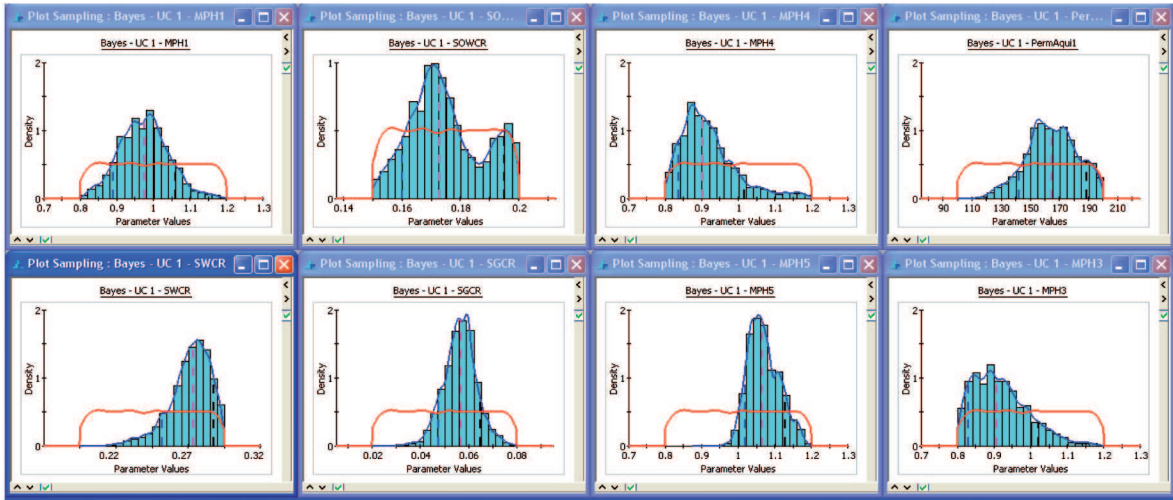 Plot Sampling : Bayes - UC 1 - MPH1
Bayes - UC 1 - MPH1
2
1
0
Density
0.7 0.8 0.9 1 1.1 1.2 1.3
Parameter Values
Plot Sampling : Bayes - UC 1 - SO...
Bayes - UC 1 - SOWCR
1
0
Density
0.14 0.16 0.18 0.2
Parameter Values
Plot Sampling : Bayes - UC 1 - MPH4
Bayes - UC 1 - MPH4
2
1
0
Density
0.7 0.8 0.9 1 1.1 1.2 1.3
Parameter Values
Plot Sampling : Bayes - UC 1 - Per...
Bayes - UC 1 - PermAqui1
2
1
0
Density
90 110 130 150 170 190 210
Parameter Values
Plot Sampling : Bayes - UC 1 - SWCR
Bayes - UC 1 - SWCR
2
1
0
Density
0.22 0.27 0.32
Parameter Values
Plot Sampling : Bayes - UC 1 - SGCR
Bayes - UC 1 - SGCR
2
1
0
Density
0.02 0.04 0.06 0.08
Parameter Values
Plot Sampling : Bayes - UC 1 - MPH5
Bayes - UC 1 - MPH5
2
1
0
Density
0.7 0.8 0.9 1 1.1 1.2 1.3
Parameter Values
Plot Sampling : Bayes - UC 1 - MPH3
Bayes - UC 1 - MPH3
2
1
0
Density
0.7 0.8 0.9 1 1.1 1.2 1.3
Parameter Values